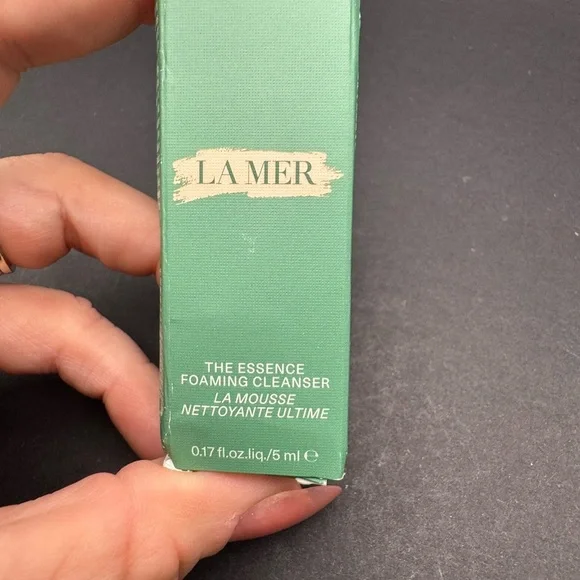 LA MER
THE ESSENCE
FOAMING CLEANSER
LA MOUSSE
NETTOYANTE ULTIME
0.17 fl.oz.liq./5 ml ℮